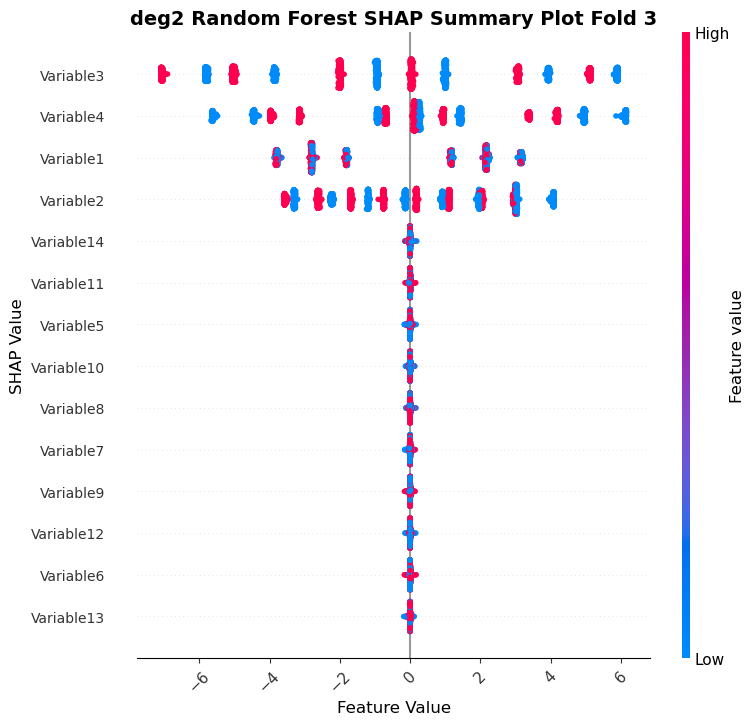 deg2 Random Forest SHAP Summary Plot Fold 3
High
Variable3
Variable4
Variable1
Variable2
Variable14
Variable11
Variable5
Variable10
Variable8
Variable7
Variable9
Variable12
Variable6
Variable13
SHAP Value
Feature value
Low
−6
−4
−2
0
2
4
6
Feature Value